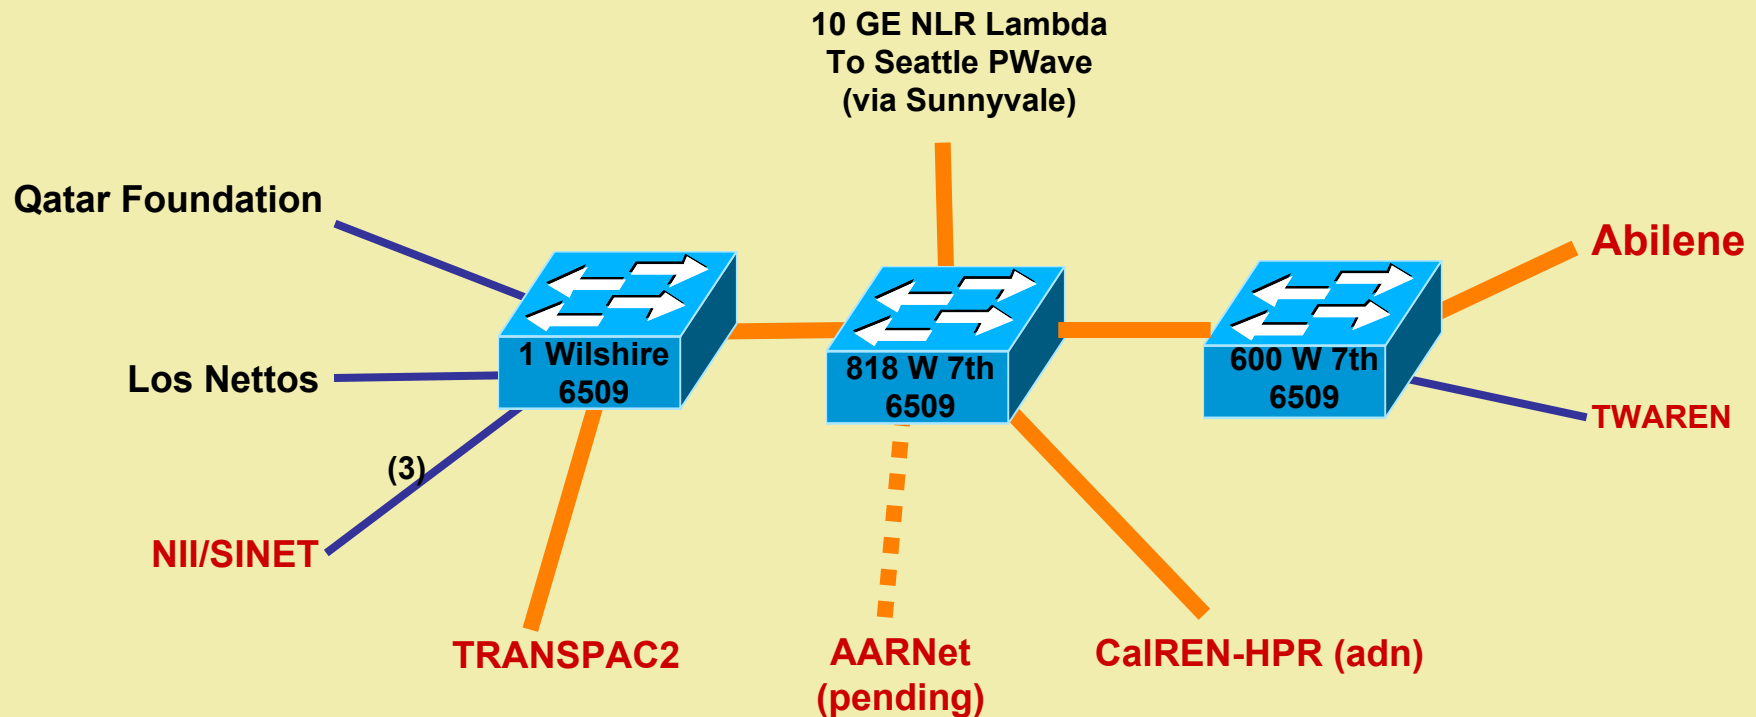 10 GE NLR Lambda
To Seattle PWave
(via Sunnyvale)
Qatar Foundation
Abilene
1 Wilshire
6509
818 W 7th
6509
600 W 7th
6509
Los Nettos
TWAREN
(3)
NII/SINET
TRANSPAC2
AARNet
(pending)
CalREN-HPR (adn)